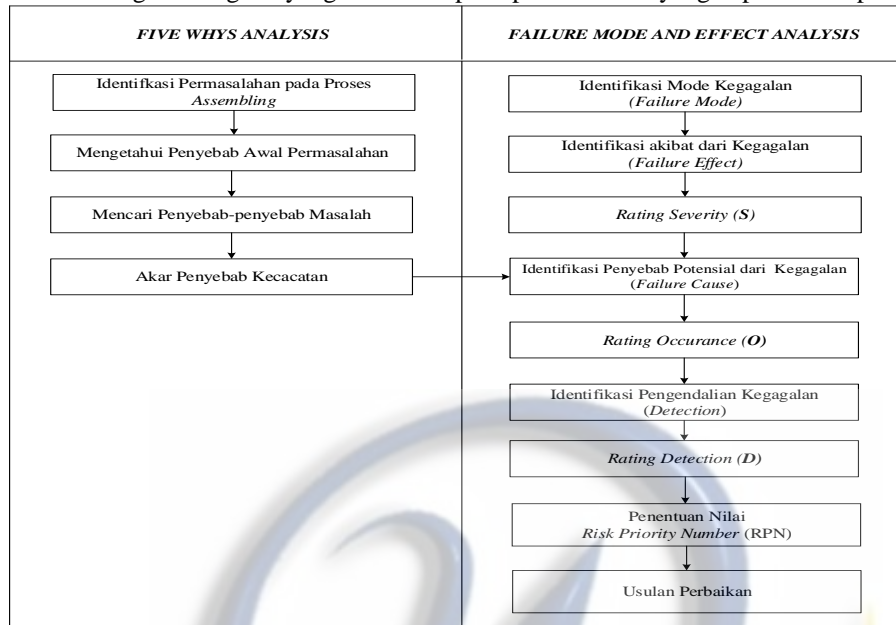 FIVE WHYS ANALYSIS
Identifkasi Permasalahan pada Proses
Assembling
Mengetahui Penyebab Awal Permasalahan
Mencari Penyebab-penyebab Masalah
Akar Penyebab Kecacatan
FAILURE MODE AND EFFECT ANALYSIS
Identifikasi Mode Kegagalan
(Failure Mode)
Identifikasi akibat dari Kegagalan
(Failure Effect)
Rating Severity (S)
Identifikasi Penyebab Potensial dari Kegagalan
(Failure Cause)
Rating Occurance (O)
Identifikasi Pengendalian Kegagalan
(Detection)
Rating Detection (D)
Penentuan Nilai
Risk Priority Number (RPN)
Usulan Perbaikan